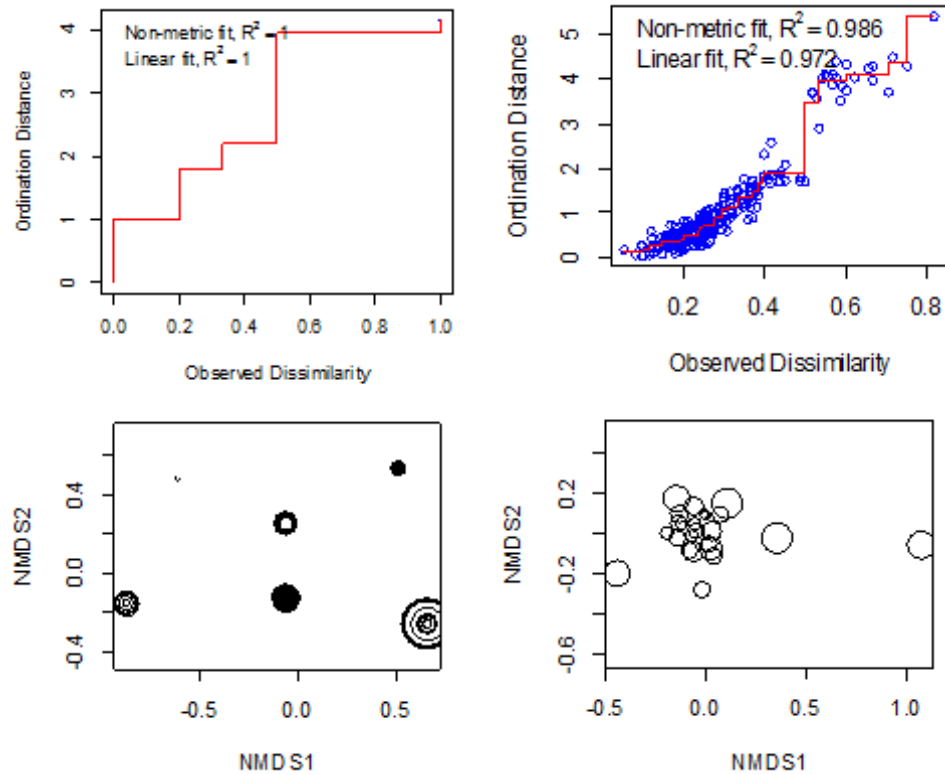 Non-metric fit, R² = 1
Linear fit, R² = 1
0 1 2 3 4
Ordination Distance
0.0 0.2 0.4 0.6 0.8 1.0
Observed Dissimilarity
Non-metric fit, R² = 0.986
Linear fit, R² = 0.972
0 1 2 3 4 5
Ordination Distance
0.2 0.4 0.6 0.8
Observed Dissimilarity
-0.4 0.0 0.4
NMDS2
-0.5 0.0 0.5
NMDS1
-0.6 -0.2 0.2
NMDS2
-0.5 0.0 0.5 1.0
NMDS1